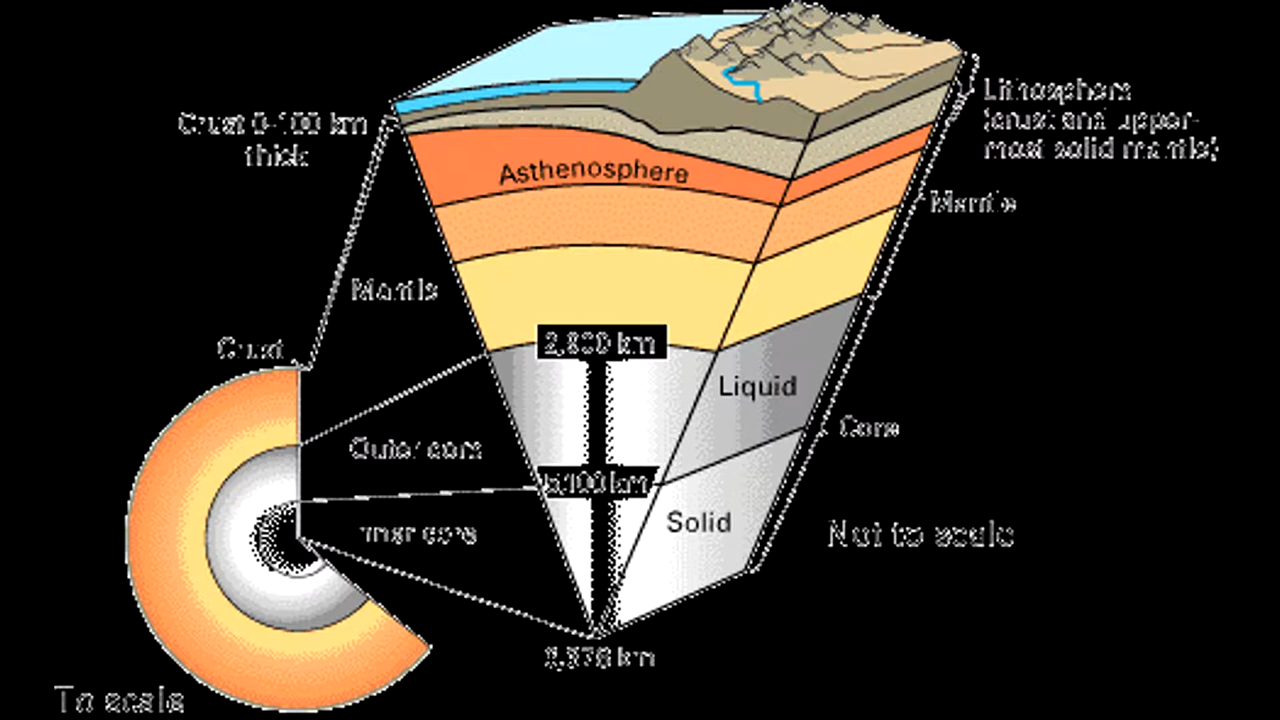 Crust 0-100 km
thick
Asthenosphere
Lithosphere
(crust and upper-
most solid mantle)
Mantle
Mantle
Crust
2,900 km
Liquid
Core
Outer core
5,100 km
Inner core
Solid
Not to scale
6,378 km
To scale